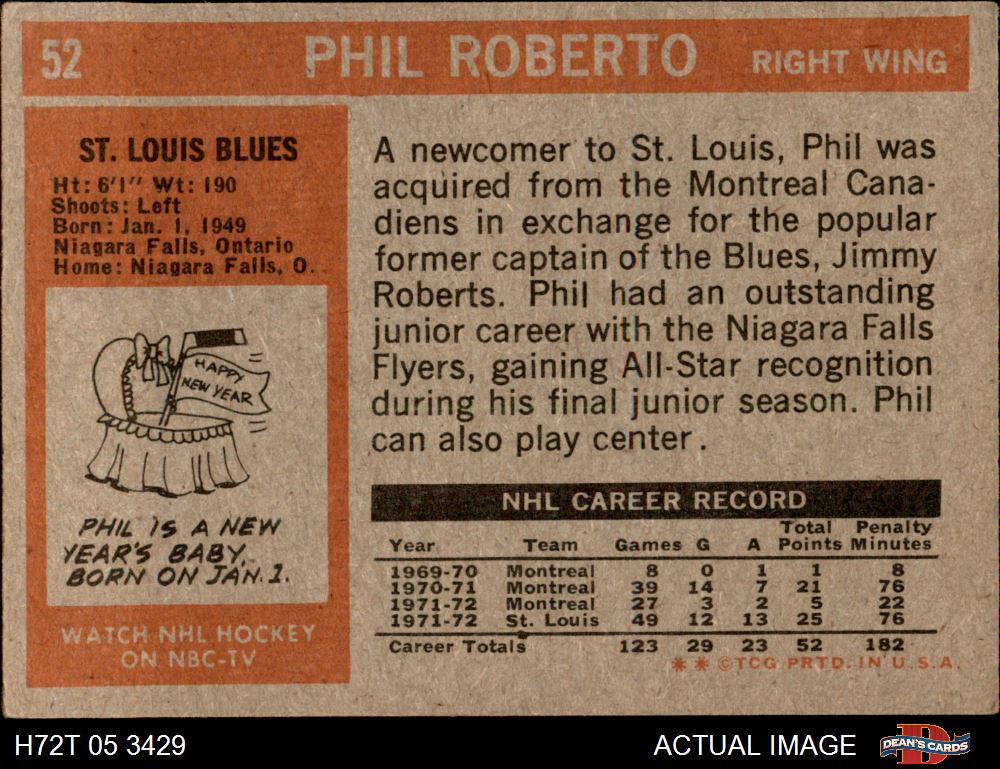 52 PHIL ROBERTO RIGHT WING
ST. LOUIS BLUES
Ht: 6'1" Wt: 190
Shoots: Left
Born: Jan. 1, 1949
Niagara Falls, Ontario
Home: Niagara Falls, O.
HAPPY
NEW YEAR
PHIL IS A NEW
YEAR'S BABY,
BORN ON JAN. 1.
WATCH NHL HOCKEY
ON NBC-TV
A newcomer to St. Louis, Phil was
acquired from the Montreal Cana-
diens in exchange for the popular
former captain of the Blues, Jimmy
Roberts. Phil had an outstanding
junior career with the Niagara Falls
Flyers, gaining All-Star recognition
during his final junior season. Phil
can also play center.
NHL CAREER RECORD
Total Penalty
Year Team Games G A Points Minutes
1969-70 Montreal 8 0 1 1 8
1970-71 Montreal 39 14 7 21 76
1971-72 Montreal 27 3 2 5 22
1971-72 St. Louis 49 12 13 25 76
Career Totals 123 29 23 52 182
* * ©TCG PRTD. IN U.S.A.
H72T 05 3429 ACTUAL IMAGE DEAN'S CARDS